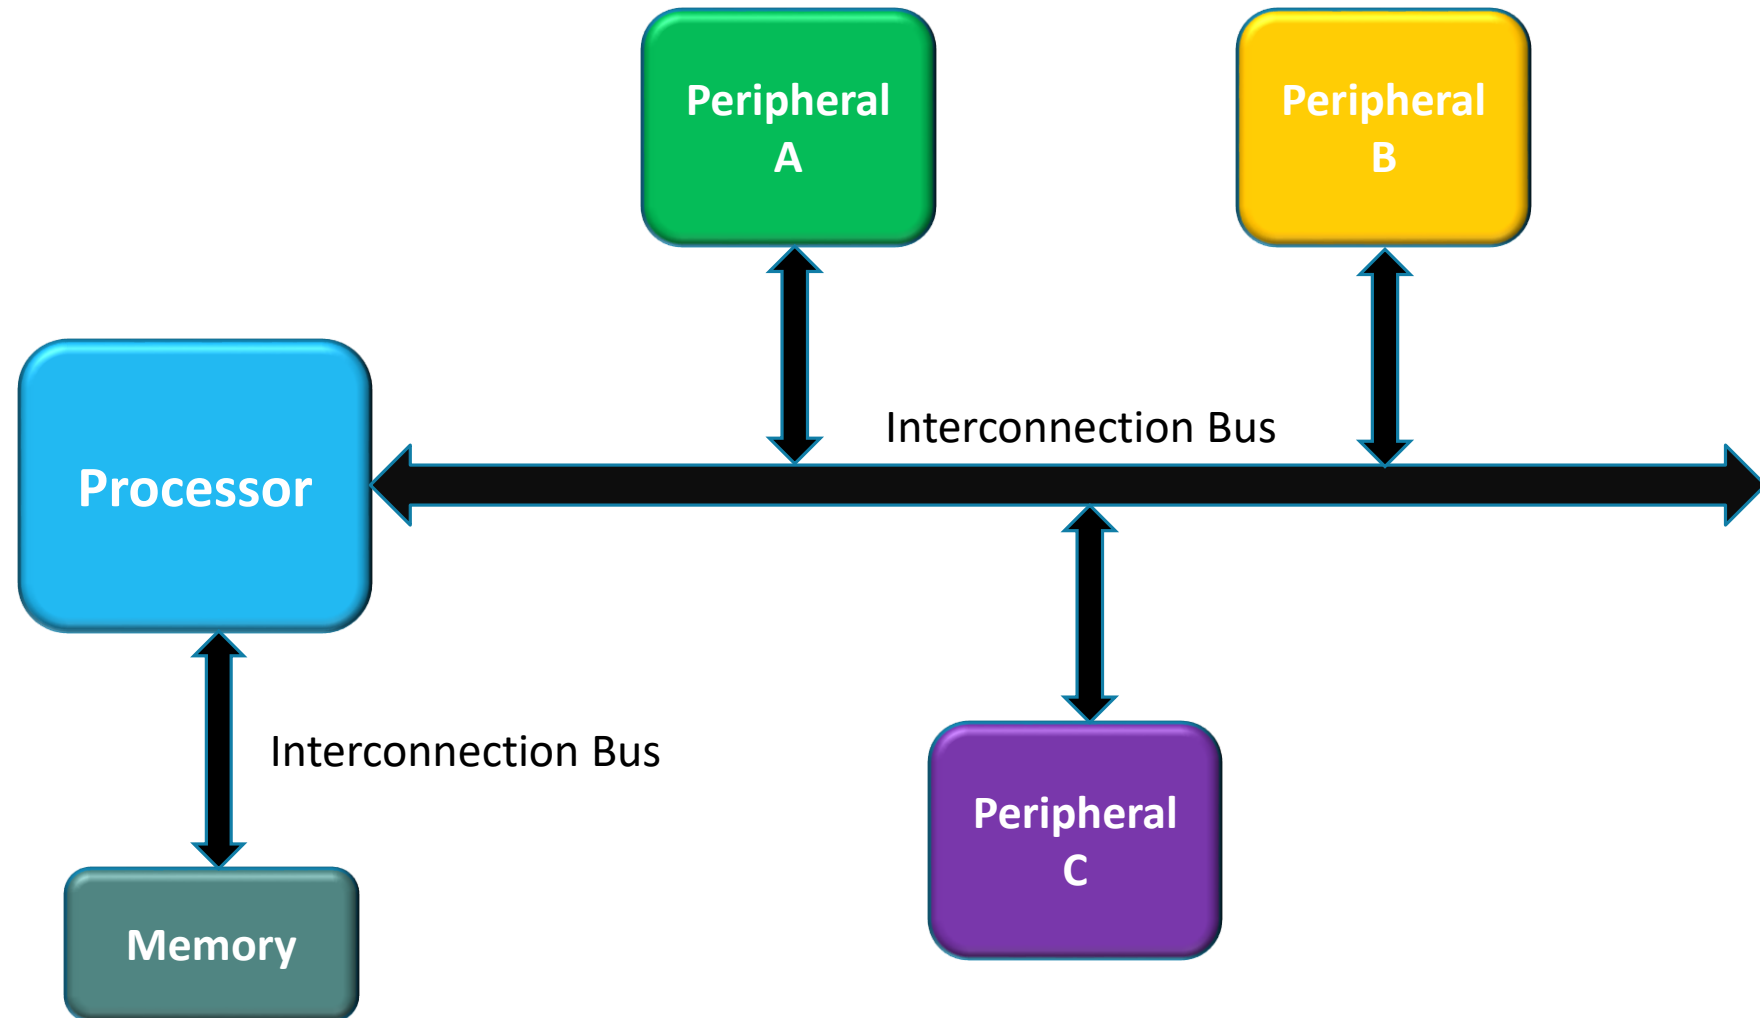 Peripheral
A
Peripheral
B
Interconnection Bus
Processor
Interconnection Bus
Peripheral
C
Memory